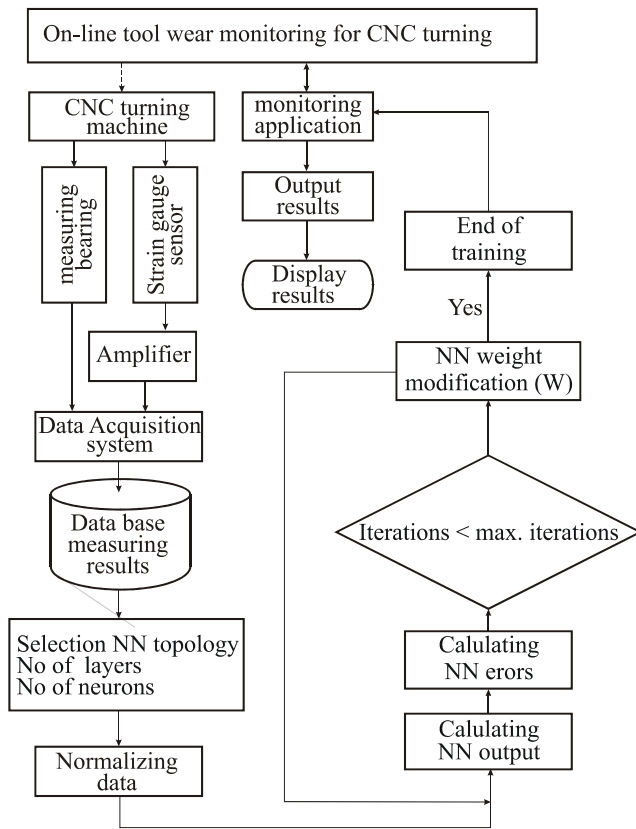 On-line tool wear monitoring for CNC turning
CNC turning
machine
monitoring
application
measuring
bearing
Strain gauge
sensor
Output
results
End of
training
Display
results
Yes
Amplifier
NN weight
modification (W)
Data Acquisition
system
Data base
measuring
results
Iterations < max. iterations
Selection NN topology
No of layers
No of neurons
Calulating
NN erors
Calulating
NN output
Normalizing
data